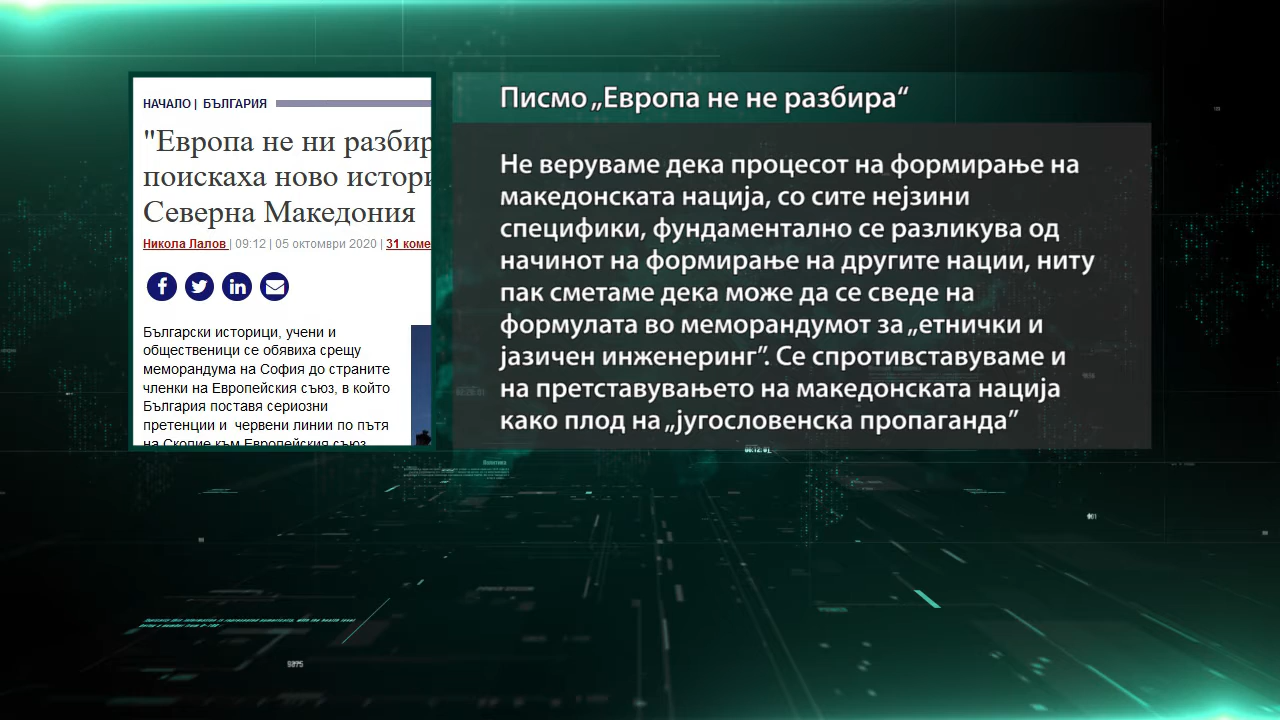 НАЧАЛО | БЪЛГАРИЯ
"Европа не ни разбир
поискаха ново истори
Северна Македония
Никола Лалов | 09:12 | 05 октомври 2020 | 31 коме
Български историци, учени и
общественици се обявиха срещу
меморандума на София до страните
членки на Европейския съюз, в който
България поставя сериозни
претенции и червени линии по пътя
на Скопие към Европейския съюз
Писмо „Европа не не разбира“
Не веруваме дека процесот на формирање на
македонската нација, со сите нејзини
специфики, фундаментално се разликува од
начинот на формирање на другите нации, ниту
пак сметаме дека може да се сведе на
формулата во меморандумот за „етнички и
јазичен инженеринг”. Се спротивставуваме и
на претставувањето на македонската нација
како плод на „југословенска пропаганда”